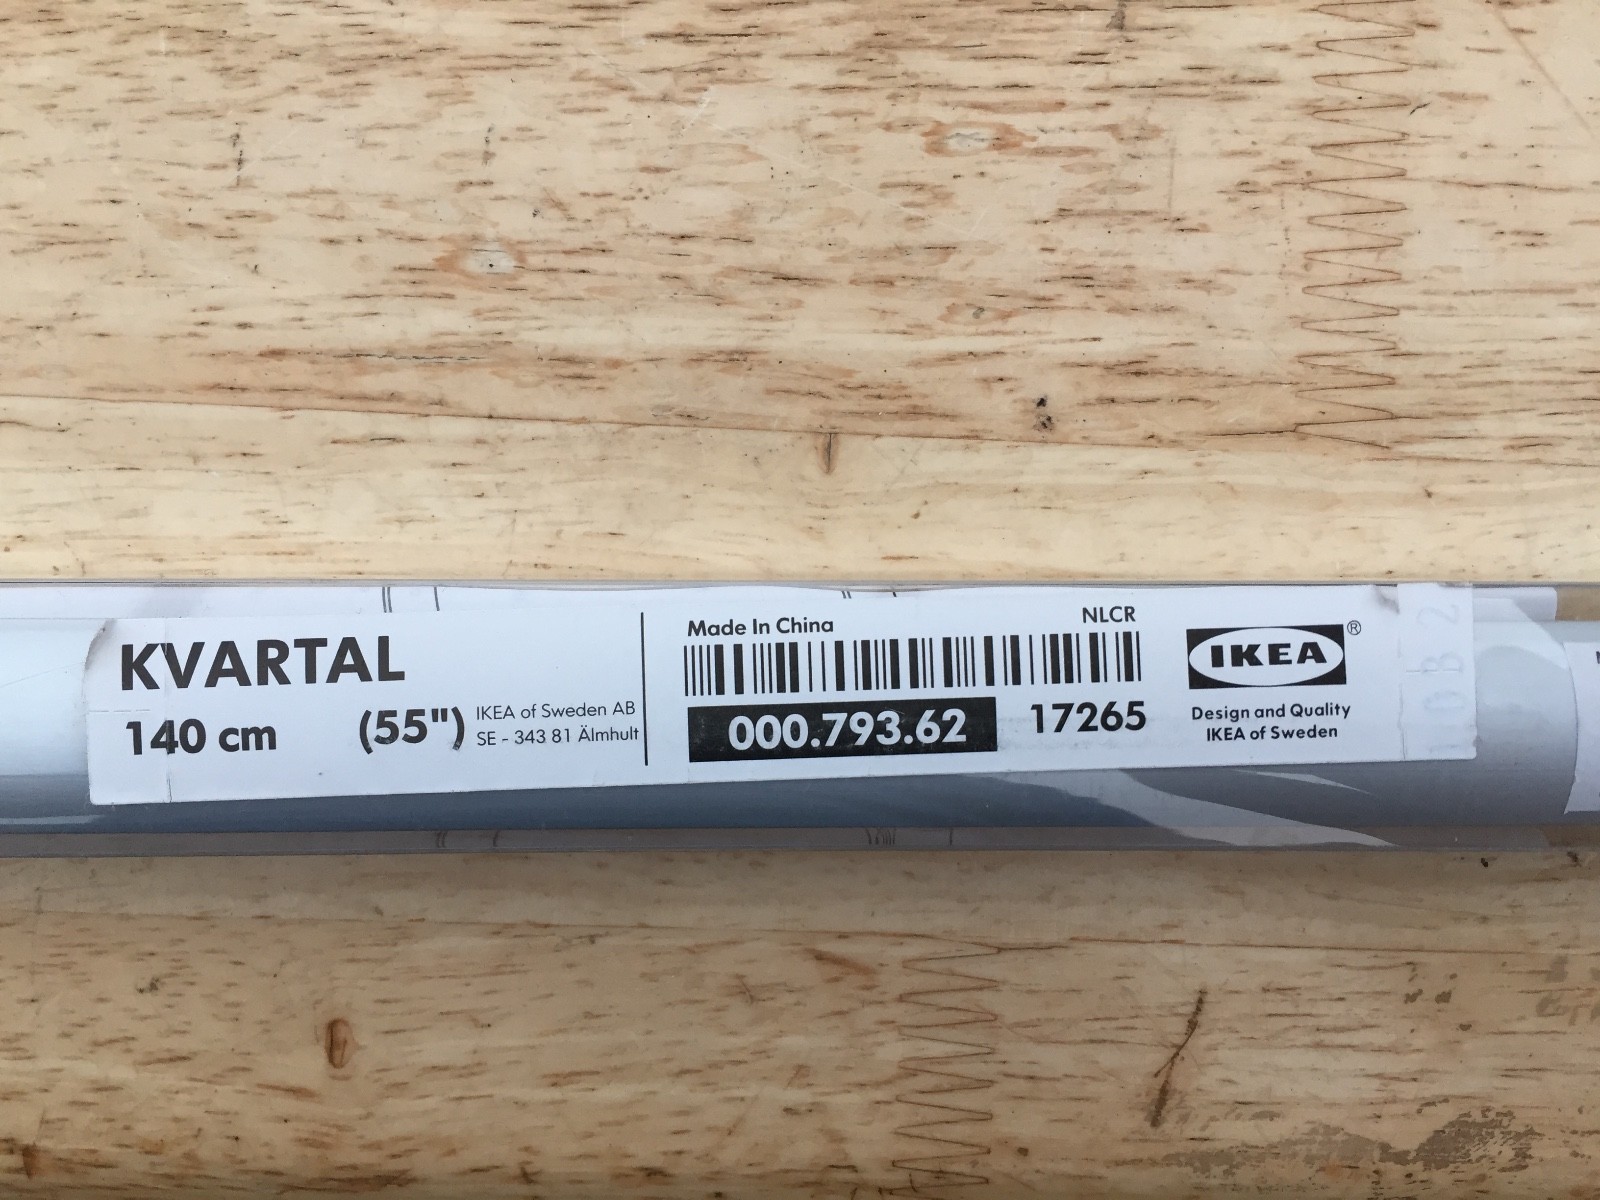 KVARTAL
140 cm (55")
IKEA of Sweden AB
SE - 343 81 Älmhult
Made In China
NLCR
000.793.62
17265
IKEA®
Design and Quality
IKEA of Sweden